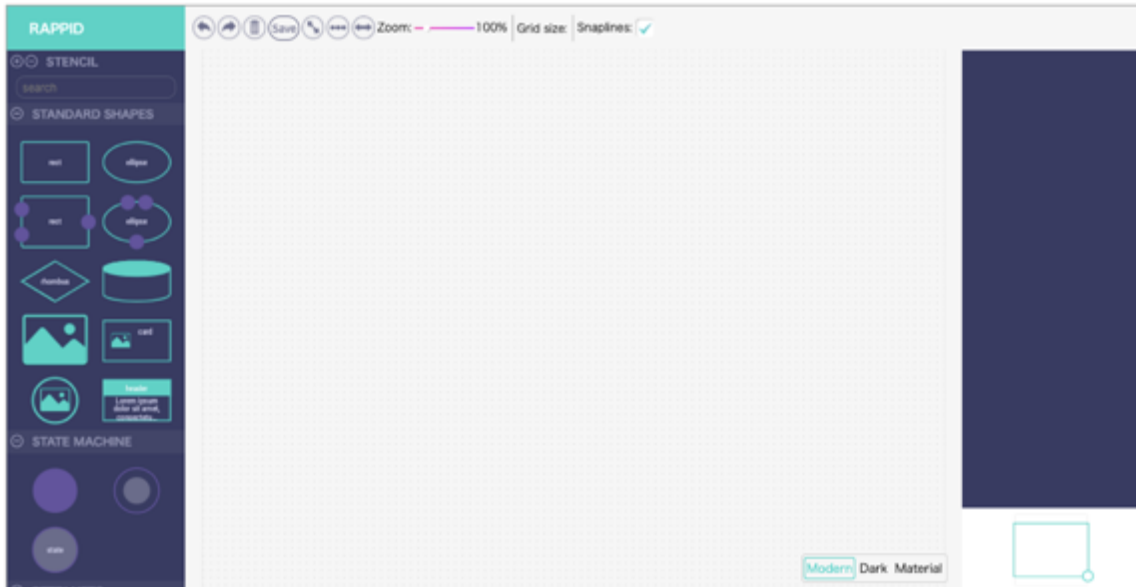 RAPPID
Save Zoom: 100% Grid size: Snaplines:
STENCIL
search
STANDARD SHAPES
rect ellipse
rect ellipse
rhombus
card
header
Lorem ipsum
dolor sit amet,
STATE MACHINE
state
Modern Dark Material